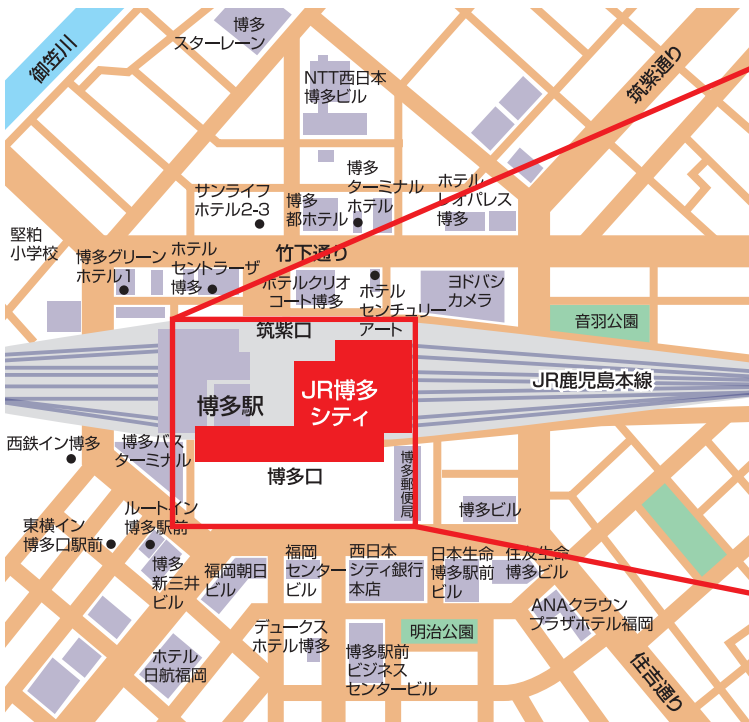 博多
スターレーン
御笠川
NTT西日本
博多ビル
筑紫通り
サンライフ
ホテル2-3
博多
都ホテル
博多
ターミナル
ホテル
ホテル
レオパレス
博多
堅粕
小学校
竹下通り
博多グリーン
ホテル1
ホテル
セントラーザ
博多
ホテルクリオ
コート博多
ホテル
センチュリー
アート
ヨドバシ
カメラ
音羽公園
筑紫口
JR鹿児島本線
博多駅
JR博多
シティ
西鉄イン博多
博多バス
ターミナル
博多口
博多郵便局
博多ビル
東横イン
博多口駅前
ルートイン
博多駅前
博多
新三井
ビル
福岡朝日
ビル
福岡
センター
ビル
西日本
シティ銀行
本店
日本生命
博多駅前
ビル
住友生命
博多ビル
ANAクラウン
プラザホテル福岡
デュークス
ホテル博多
明治公園
ホテル
日航福岡
博多駅前
ビジネス
センタービル
住吉通り